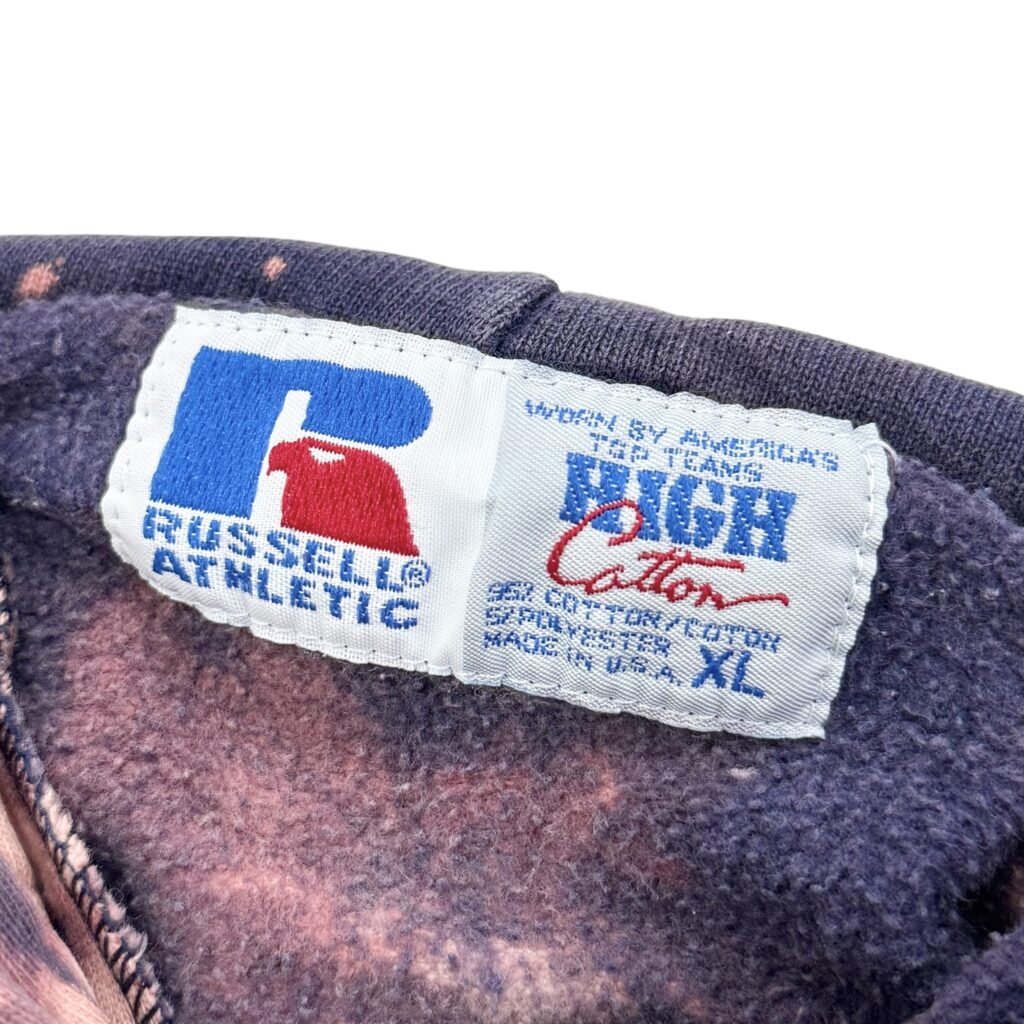 RUSSELL®
ATHLETIC
WORN BY AMERICA'S
TOP TEAMS
HIGH
Cotton
95% COTTON/COTON
5% POLYESTER
MADE IN U.S.A. XL